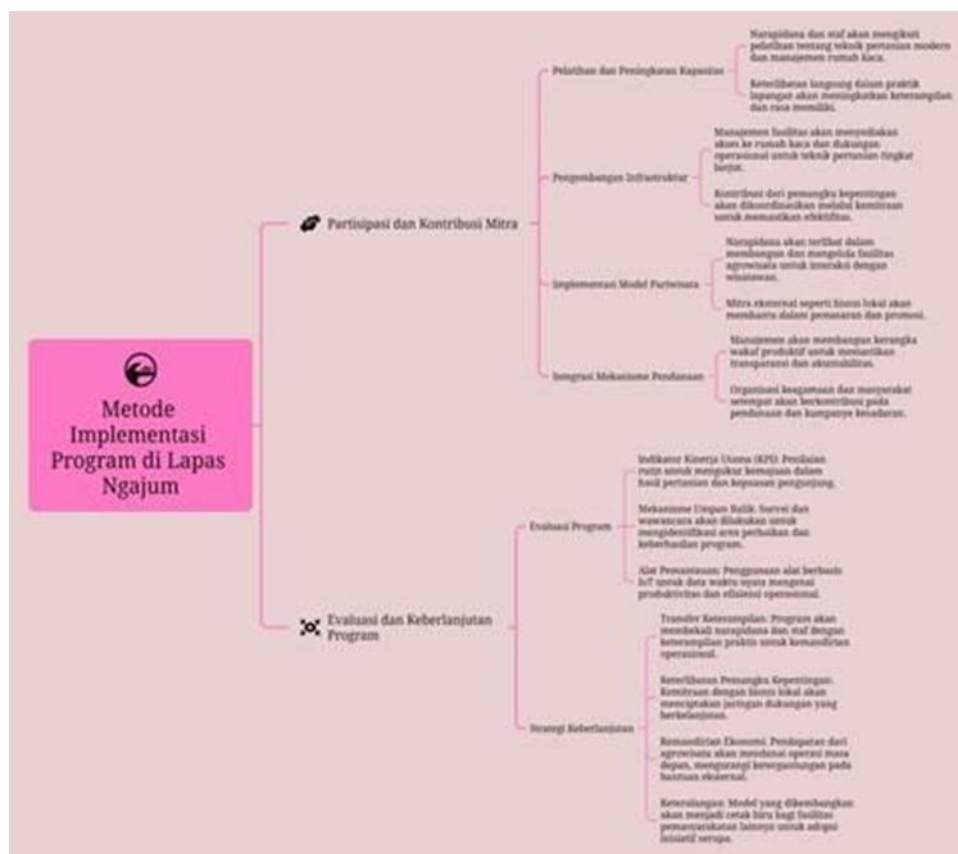 Metode
Implementasi
Program di Lapas
Ngajum
Partisipasi dan Kontribusi Mitra
Pelatihan dan Peningkatan Kapasitas
Narapidana dan staf akan mengikuti
pelatihan tentang teknik pertanian modern
dan manajemen rumah kaca.
Keterlibatan langsung dalam praktik
lapangan akan meningkatkan keterampilan
dan rasa memiliki.
Pengembangan Infrastruktur
Manajemen fasilitas akan menyediakan
akses ke rumah kaca dan dukungan
operasional untuk teknik pertanian tingkat
lanjut.
Kontribusi dari pemangku kepentingan
akan dikoordinasikan melalui kemitraan
untuk memastikan efektifitas.
Implementasi Model Pariwisata
Narapidana akan terlibat dalam
membangun dan mengelola fasilitas
agrowisata untuk interaksi dengan
wisatawan.
Mitra eksternal seperti bisnis lokal akan
membantu dalam pemasaran dan promosi.
Integrasi Mekanisme Pendanaan
Manajemen akan membangun kerangka
wakaf produktif untuk memastikan
transparansi dan akuntabilitas.
Organisasi keagamaan dan masyarakat
setempat akan berkontribusi pada
pendanaan dan kampanye kesadaran.
Evaluasi dan Keberlanjutan
Program
Evaluasi Program
Indikator Kinerja Utama (KPI): Penilaian
rutin untuk mengukur kemajuan dalam
hasil pertanian dan kepuasan pengunjung.
Mekanisme Umpan Balik: Survei dan
wawancara akan dilakukan untuk
mengidentifikasi area perbaikan dan
keberhasilan program.
Alat Pemantauan: Penggunaan alat berbasis
IoT untuk data waktu nyata mengenai
produktivitas dan efisiensi operasional.
Strategi Keberlanjutan
Transfer Keterampilan: Program akan
membekali narapidana dan staf dengan
keterampilan praktis untuk kemandirian
operasional.
Keterlibatan Pemangku Kepentingan:
Kemitraan dengan bisnis lokal akan
menciptakan jaringan dukungan yang
berkelanjutan.
Kemandirian Ekonomi: Pendapatan dari
agrowisata akan mendanai operasi masa
depan, mengurangi ketergantungan pada
bantuan eksternal.
Keterulangan: Model yang dikembangkan
akan menjadi cetak biru bagi fasilitas
pemasyarakatan lainnya untuk adopsi
inisiatif serupa.